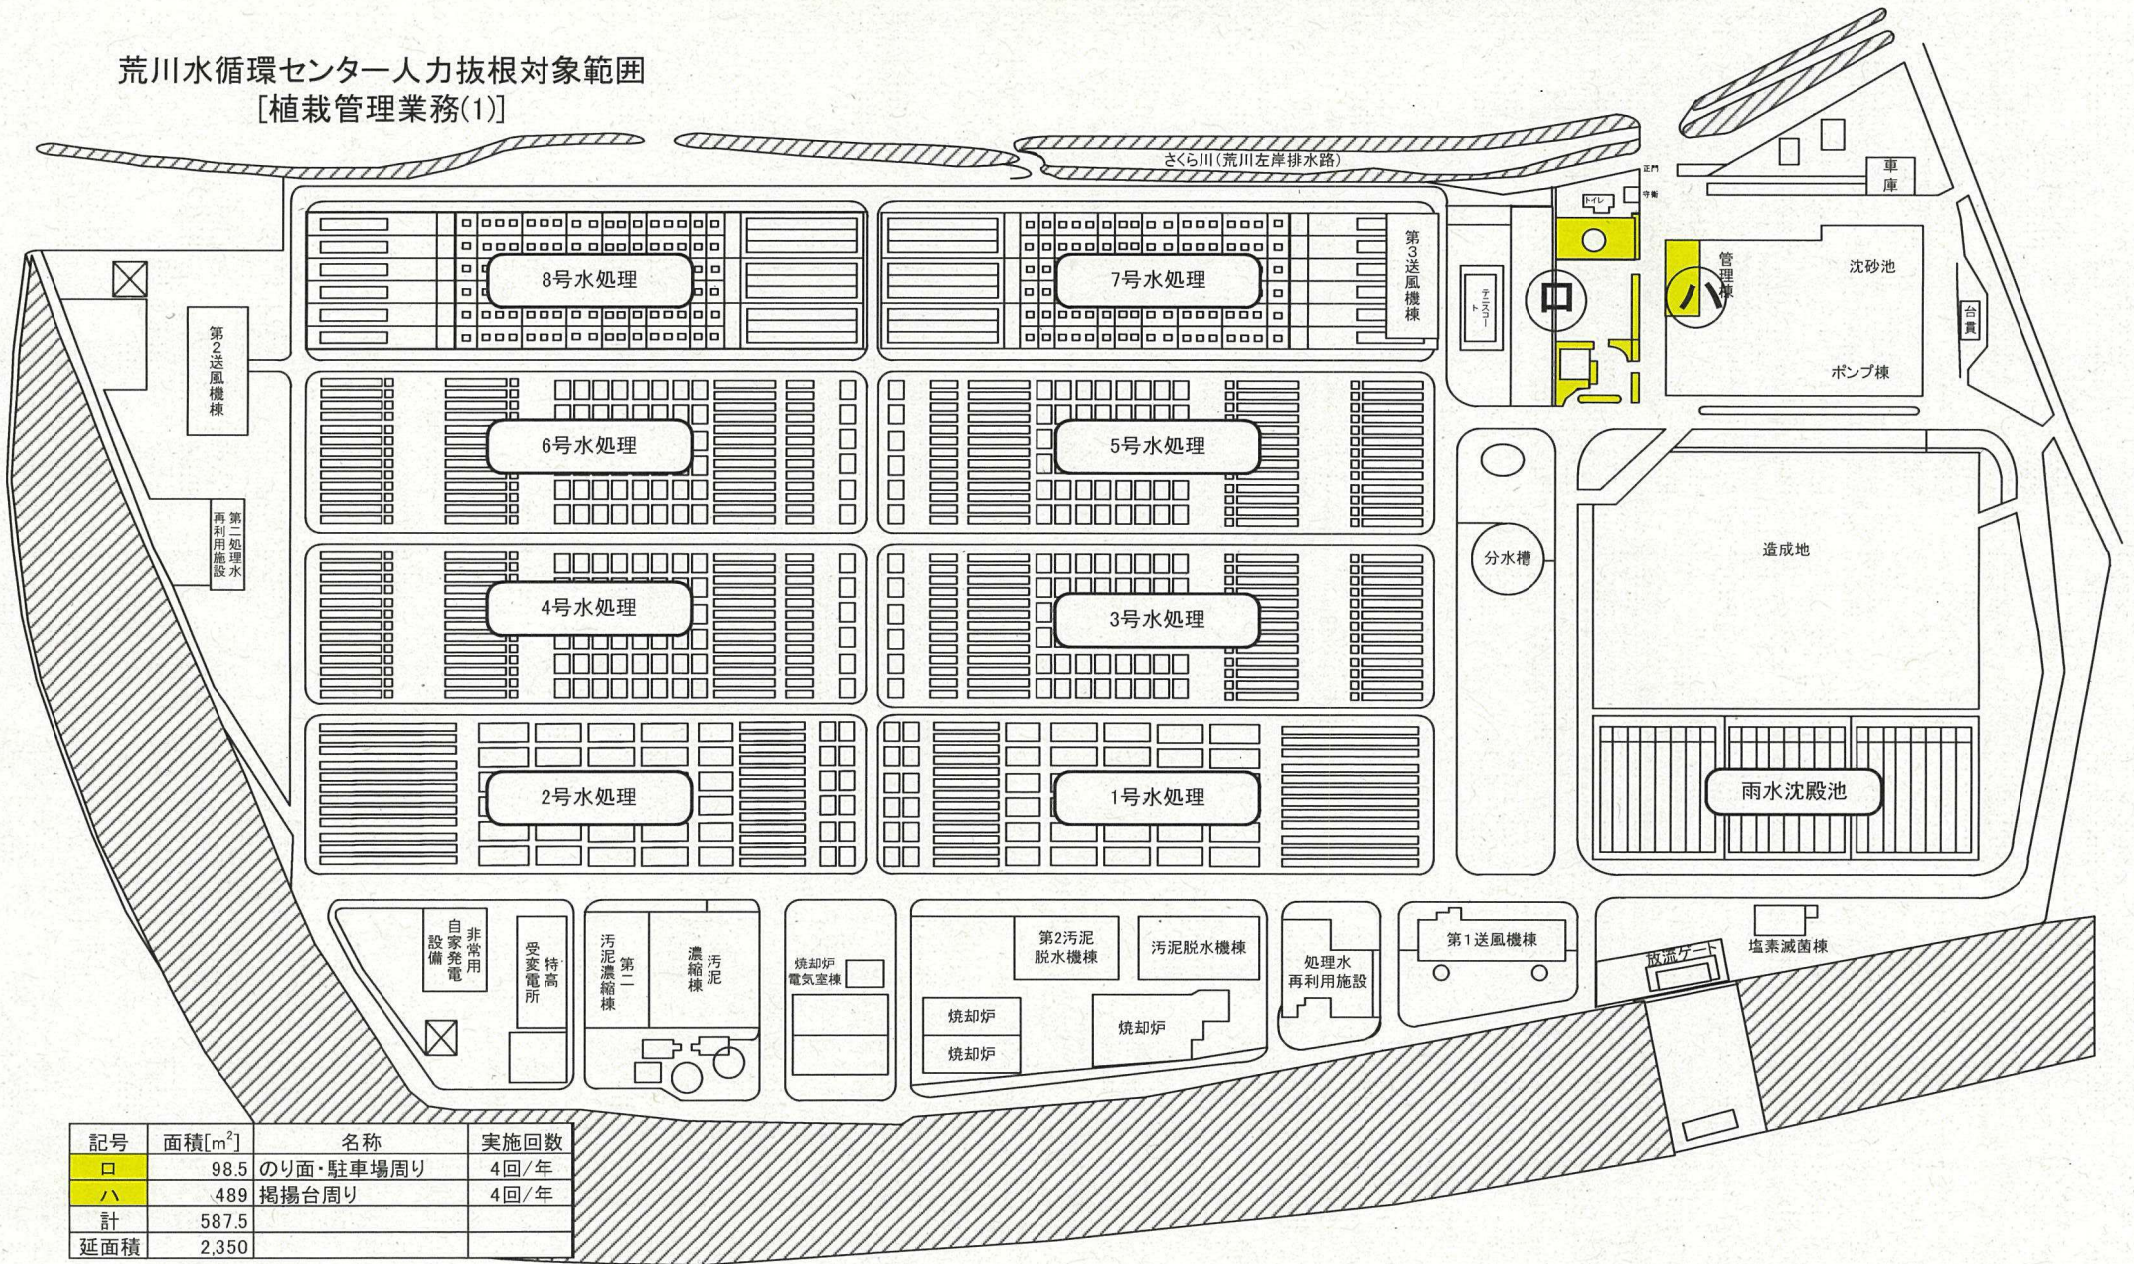 荒川水循環センター人力抜根対象範囲
[植栽管理業務(1)]
さくら川(荒川左岸排水路)
正門
守衛
トイレ
車庫
第3送風機棟
テニスコート
ロ
ハ
管理棟
沈砂池
ポンプ棟
台貫
8号水処理
7号水処理
第2送風機棟
6号水処理
5号水処理
第二処理水
再利用施設
分水槽
造成地
4号水処理
3号水処理
2号水処理
1号水処理
雨水沈殿池
非常用
自家発電
設備
特高
受変電所
第二
汚泥濃縮棟
汚泥
濃縮棟
焼却炉
電気室棟
第2汚泥
脱水機棟
汚泥脱水機棟
焼却炉
焼却炉
焼却炉
処理水
再利用施設
第1送風機棟
放流ゲート
塩素滅菌棟
記号 面積[m²] 名称 実施回数
ロ 98.5 のり面・駐車場周り 4回/年
ハ 489 掲揚台周り 4回/年
計 587.5
延面積 2,350